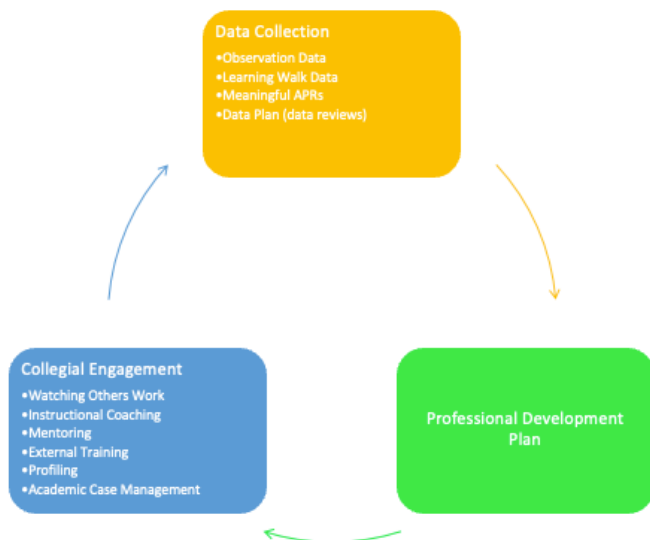 Data Collection
•Observation Data
•Learning Walk Data
•Meaningful APRs
•Data Plan (data reviews)
Collegial Engagement
•Watching Others Work
•Instructional Coaching
•Mentoring
•External Training
•Profiling
•Academic Case Management
Professional Development
Plan